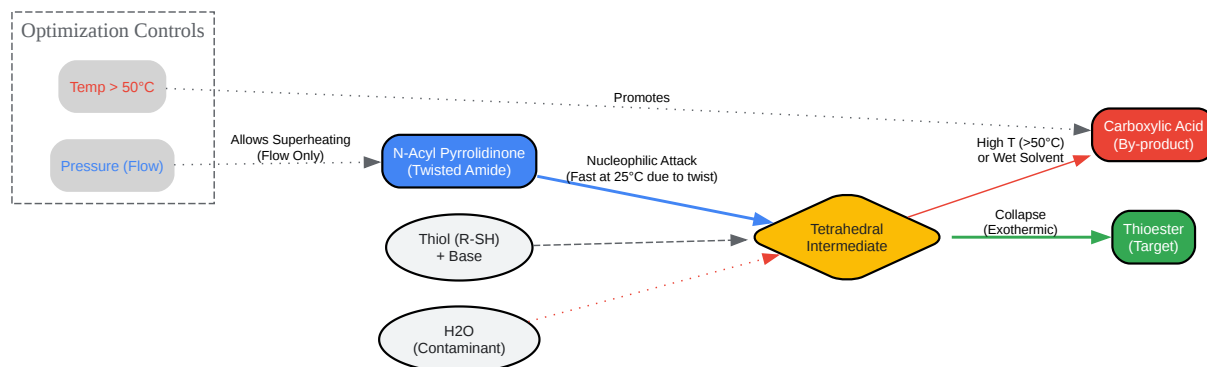 Optimization Controls
Temp > 50°C
Pressure (Flow)
Promotes
Allows Superheating
(Flow Only)
N-Acyl Pyrrolidinone
(Twisted Amide)
Nucleophilic Attack
(Fast at 25°C due to twist)
Thiol (R-SH)
+ Base
H2O
(Contaminant)
Tetrahedral
Intermediate
High T (>50°C)
or Wet Solvent
Carboxylic Acid
(By-product)
Collapse
(Exothermic)
Thioester
(Target)